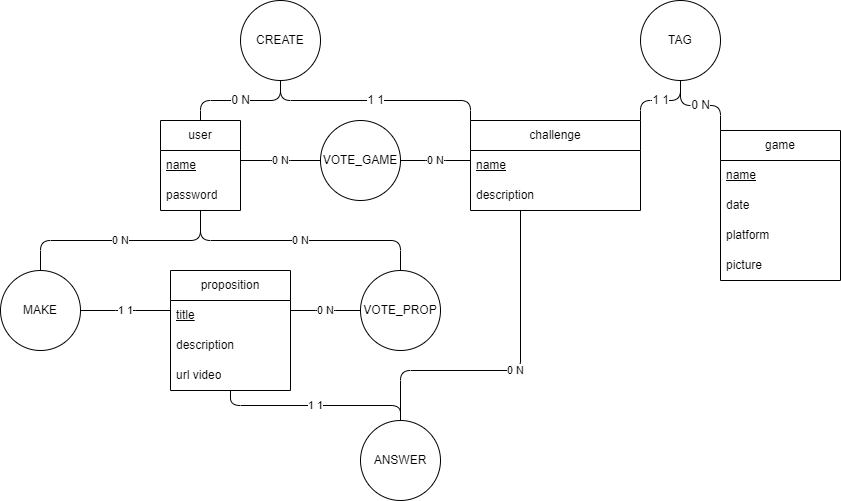 CREATE
TAG
0 N
1 1
1 1
0 N
user
name
password
0 N
VOTE_GAME
0 N
challenge
name
description
game
name
date
platform
picture
0 N
0 N
MAKE
1 1
proposition
title
description
url video
0 N
VOTE_PROP
0 N
1 1
ANSWER